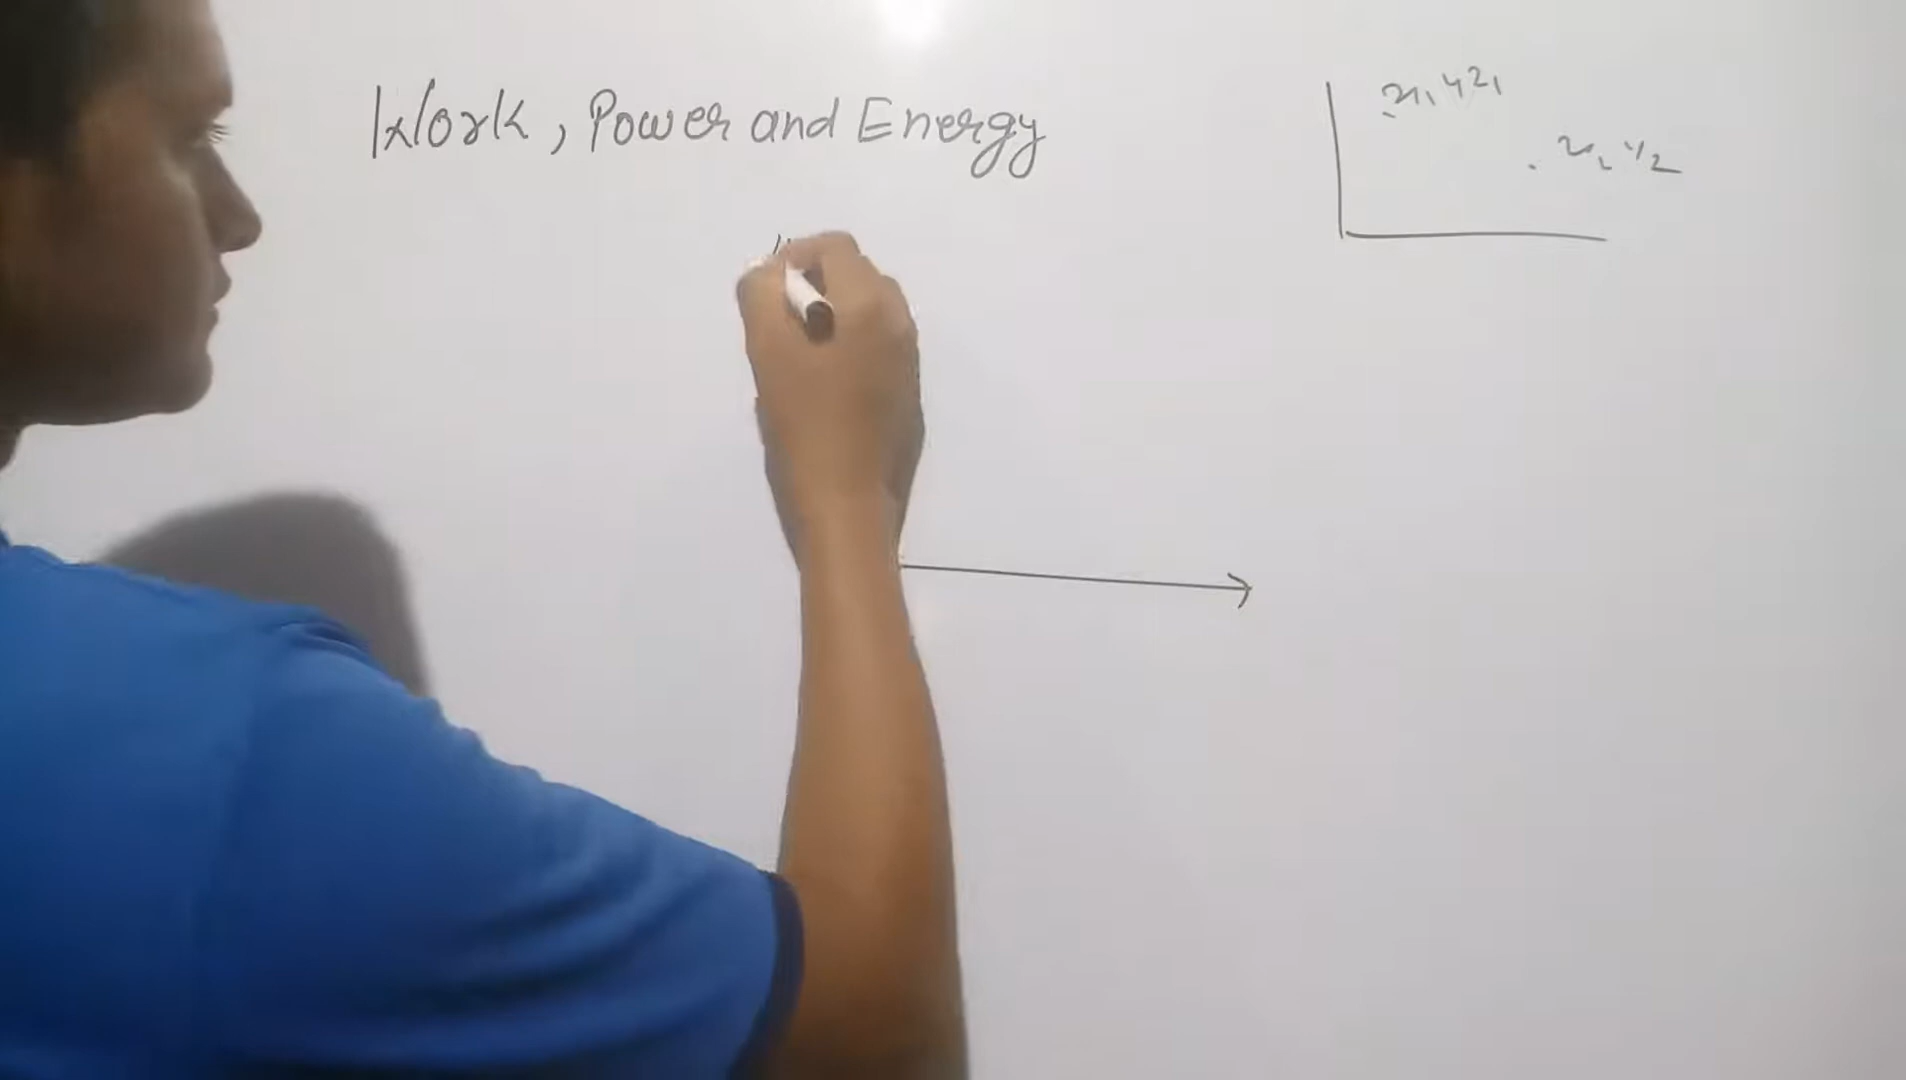 Work, Power and Energy
x₁ y₁
x₂ y₂